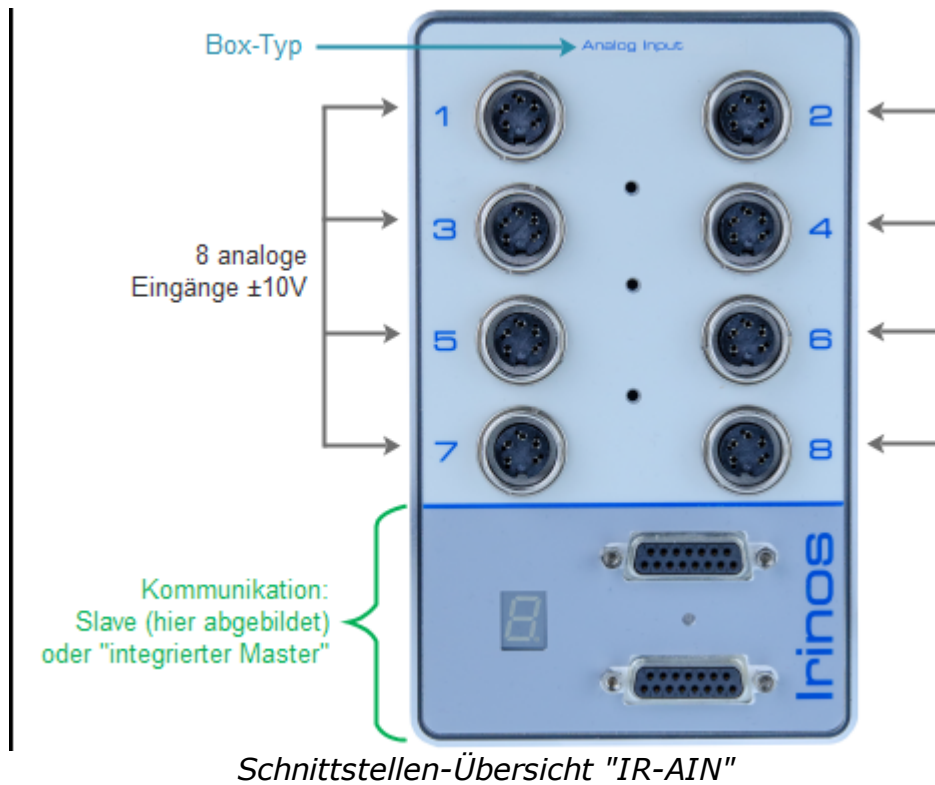 Box-Typ
Analog Input
1
2
3
4
8 analoge
Eingänge ±10V
5
6
7
8
Kommunikation:
Slave (hier abgebildet)
oder "integrierter Master"
8.
Irinos
Schnittstellen-Übersicht "IR-AIN"